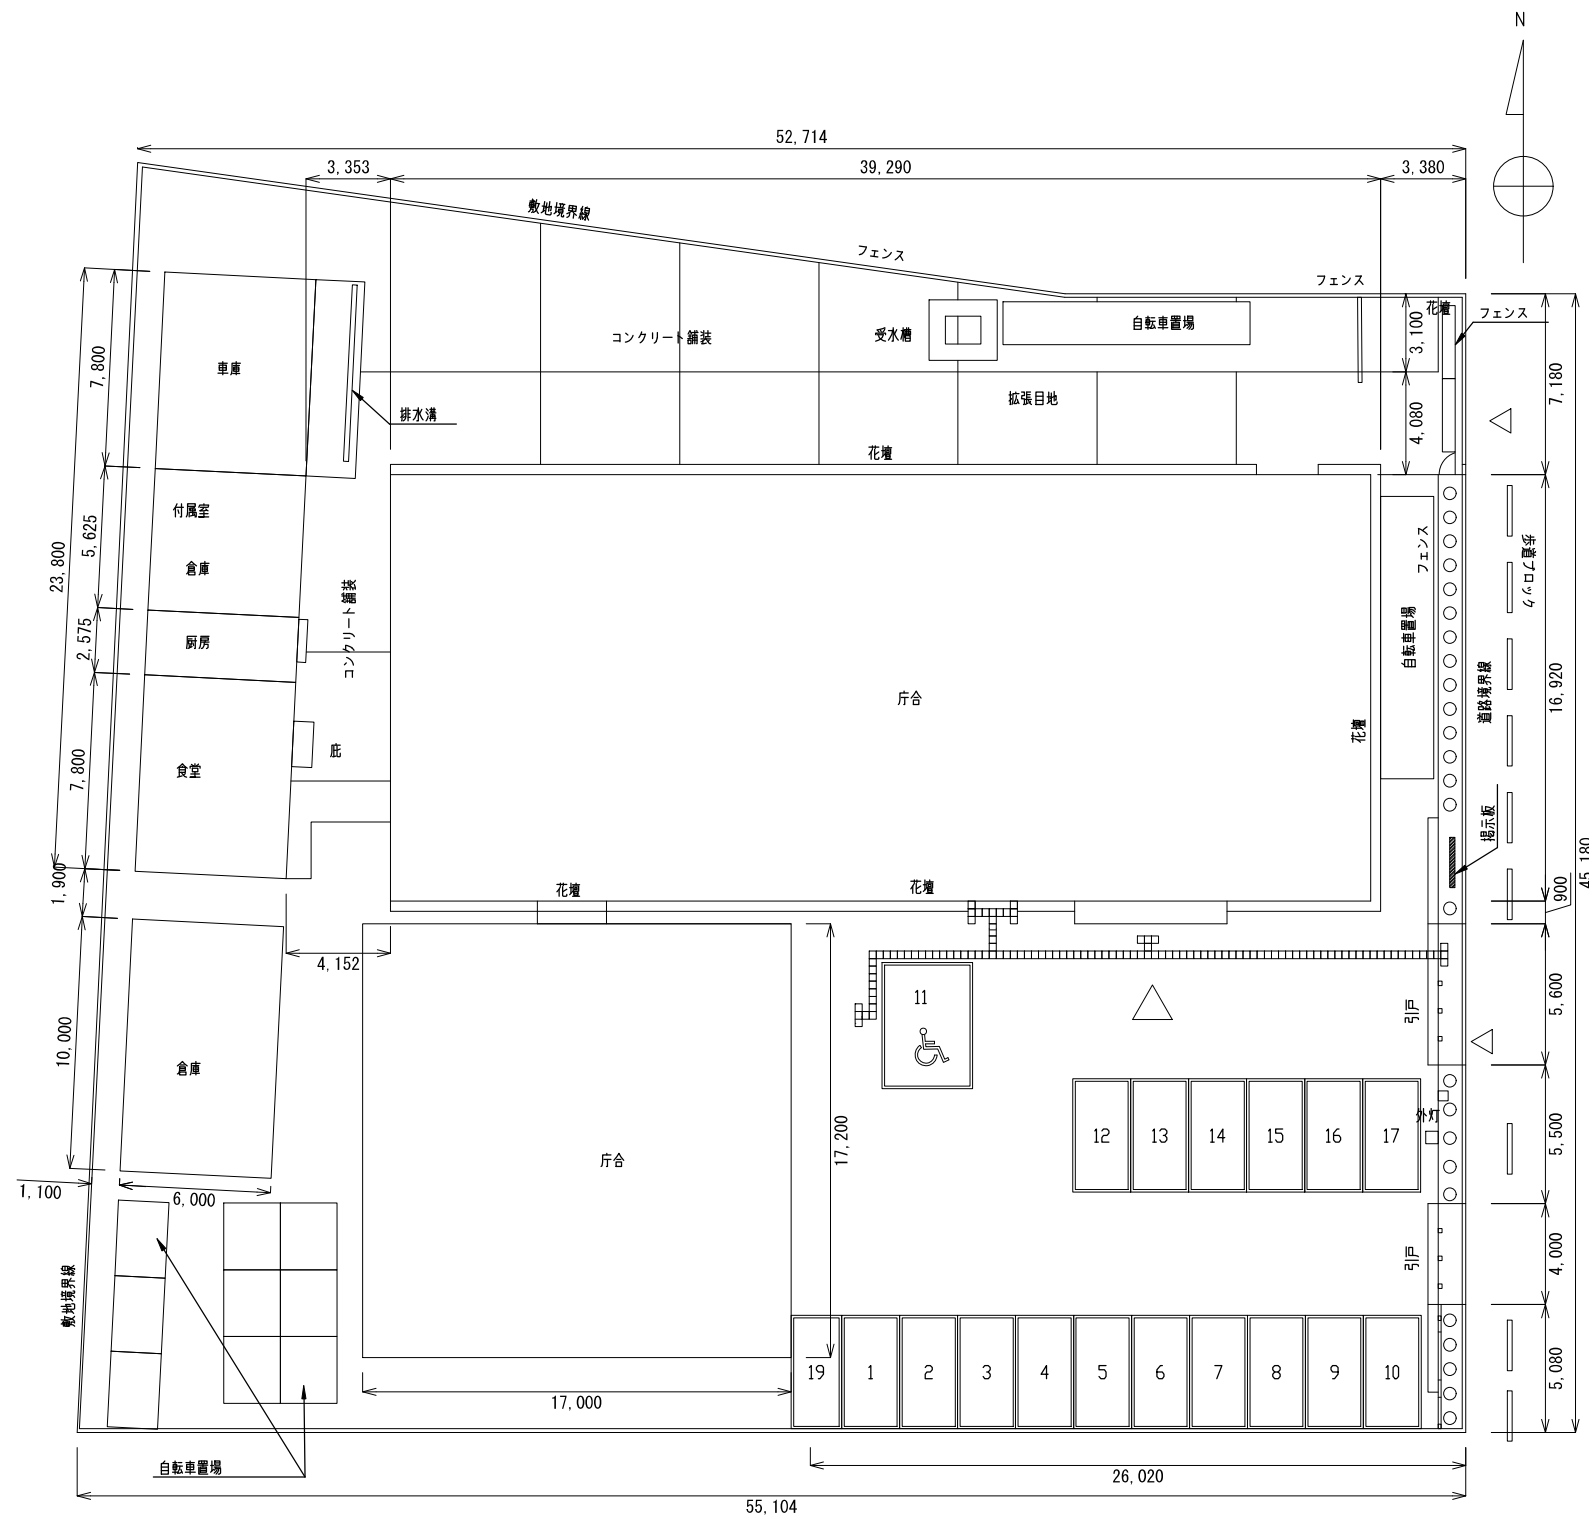 N
52,714
3,353
39,290
3,380
敷地境界線
フェンス
フェンス
花壇
フェンス
コンクリート舗装
受水槽
自転車置場
3,100
7,180
車庫
7,800
排水溝
拡張目地
4,080
花壇
付属室
5,625
23,800
倉庫
コンクリート舗装
フェンス
歩道ブロック
厨房
2,575
自転車置場
道路境界線
16,920
庁舎
花壇
庇
食堂
7,800
掲示板
45,180
1,900
花壇
花壇
900
4,152
11
引戸
5,600
10,000
倉庫
庁舎
17,200
12
13
14
15
16
17
外灯
5,500
1,100
6,000
引戸
4,000
敷地境界線
19
1
2
3
4
5
6
7
8
9
10
5,080
17,000
自転車置場
26,020
55,104